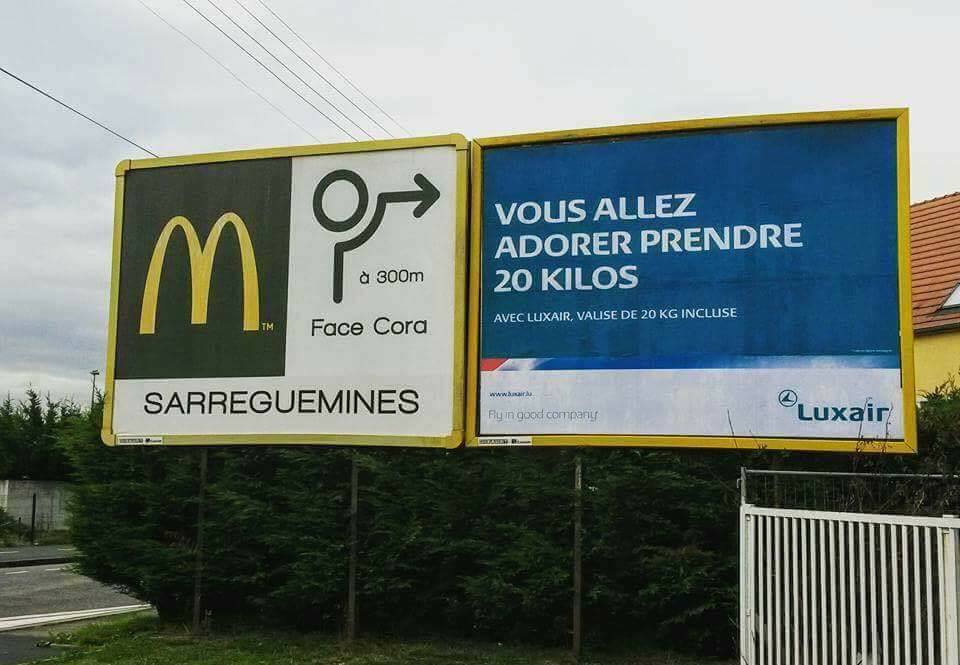 M
TM
à 300m
Face Cora
SARREGUEMINES
VOUS ALLEZ
ADORER PRENDRE
20 KILOS
AVEC LUXAIR, VALISE DE 20 KG INCLUSE
www.luxair.lu
Fly in good company
Luxair